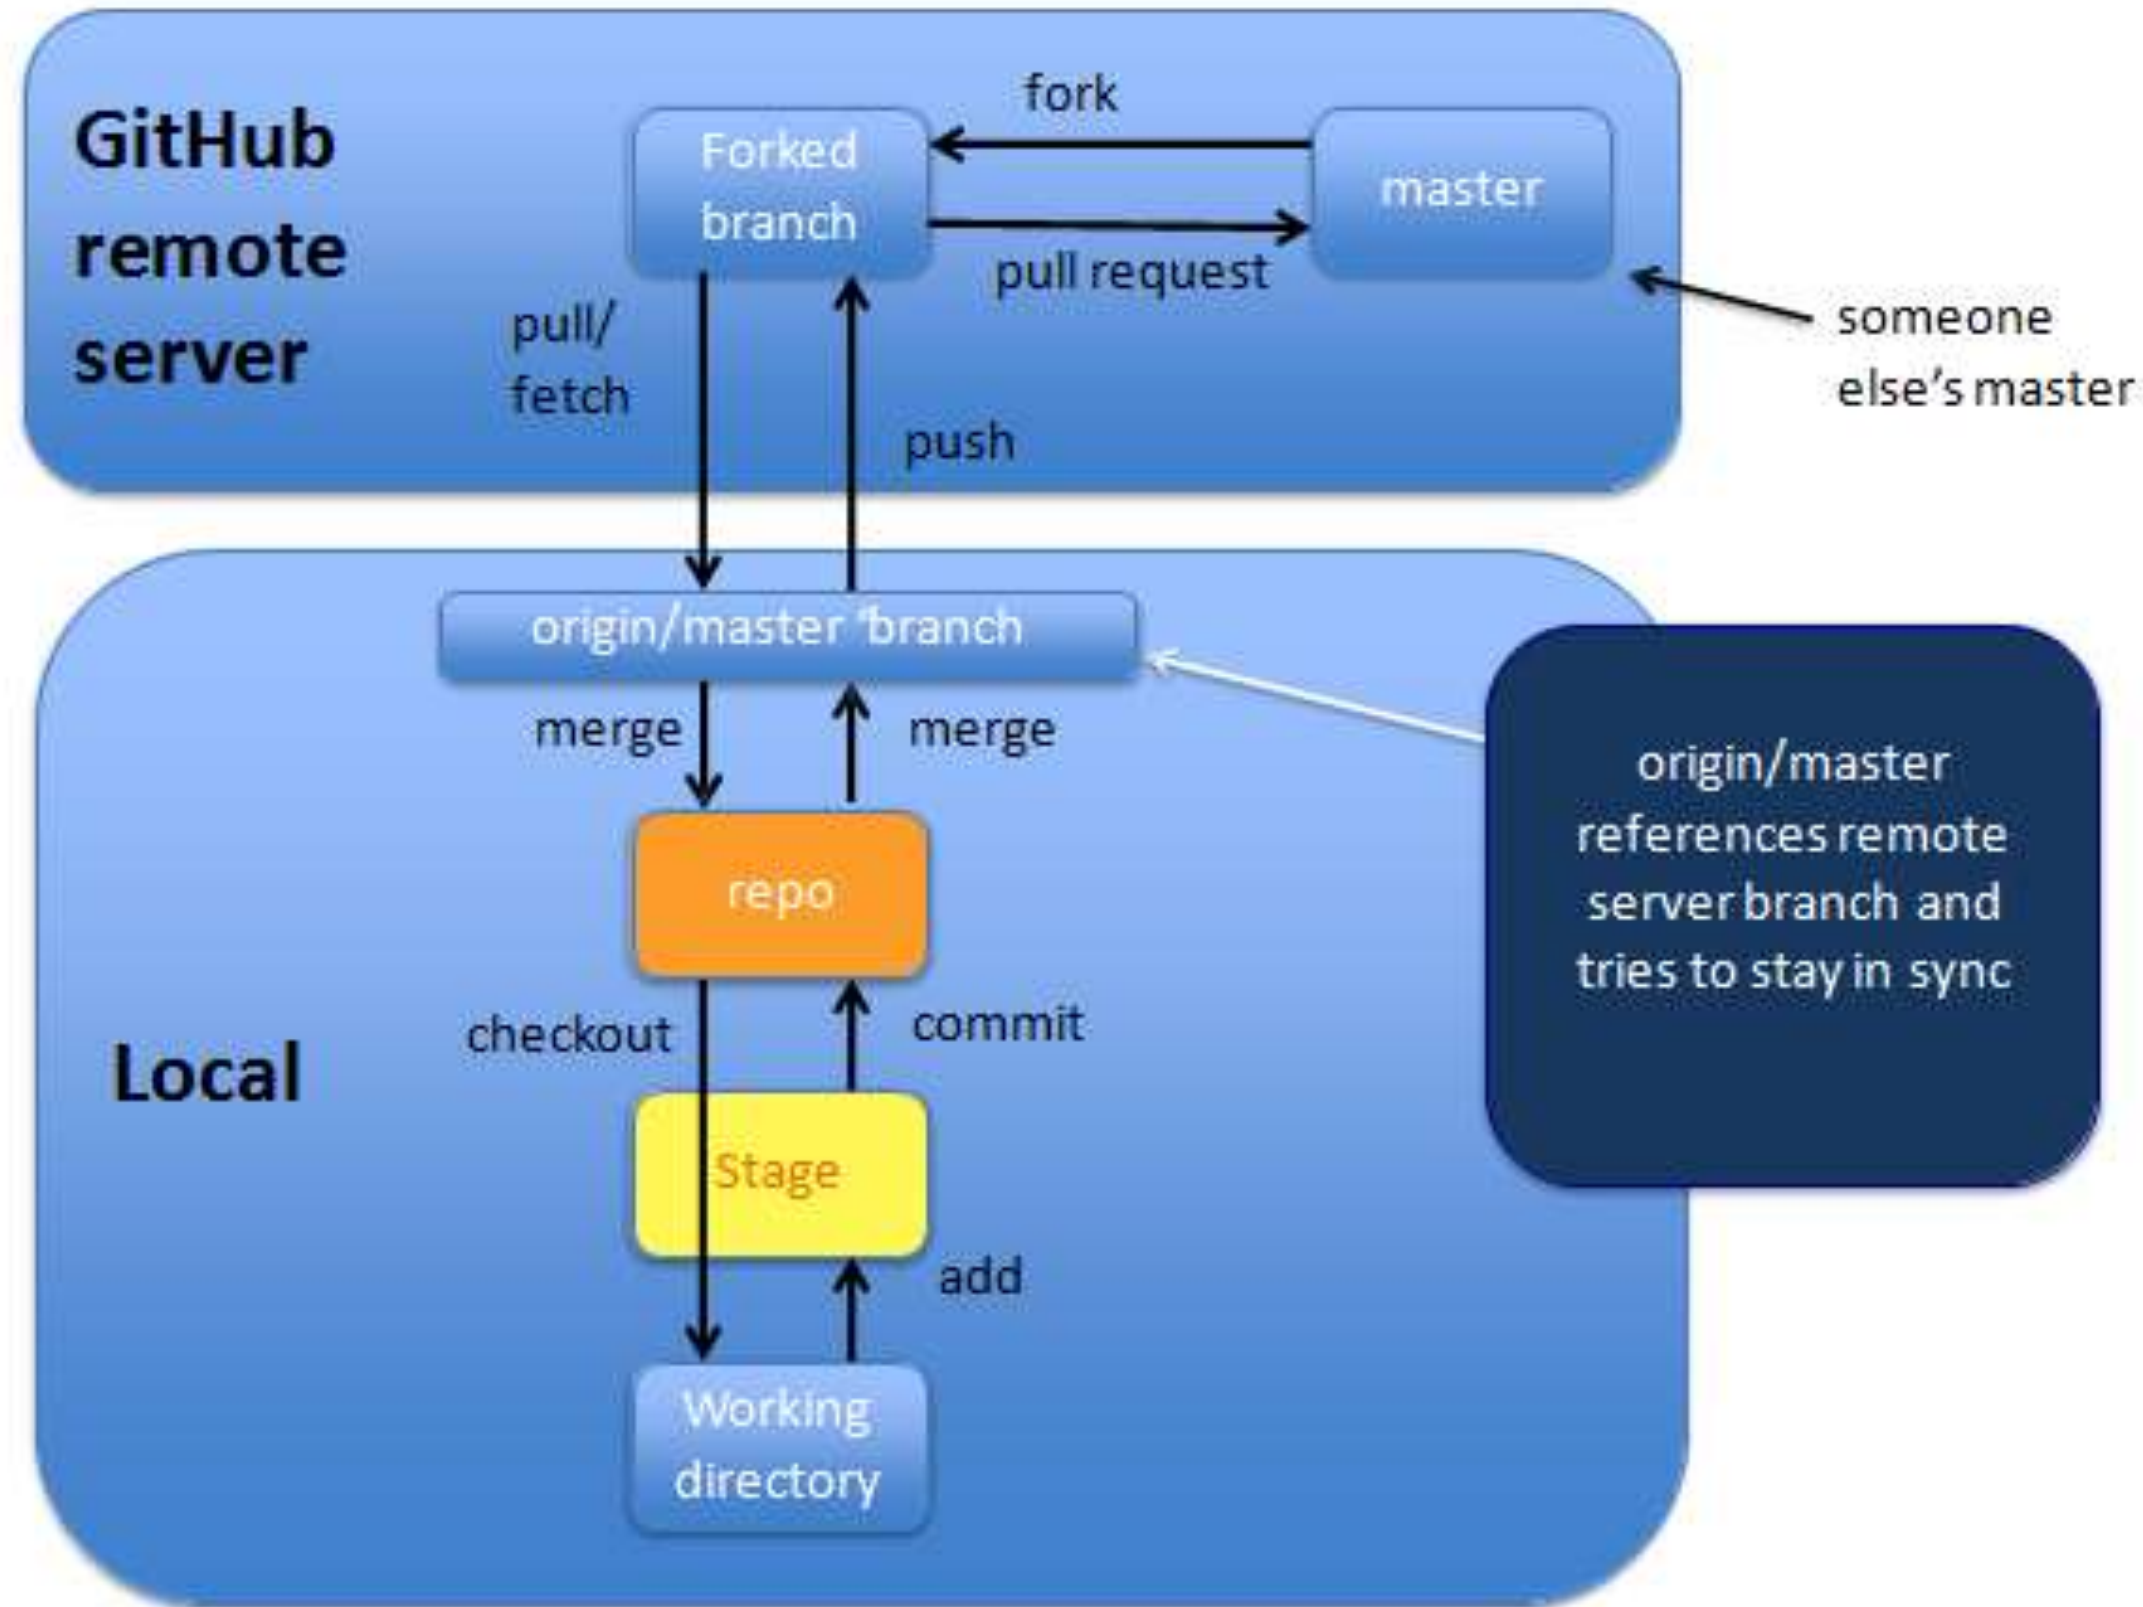 GitHub
remote
server
fork
Forked
branch
master
pull request
pull/
fetch
push
someone
else's master
origin/master 'branch
merge
merge
repo
checkout
commit
Stage
add
Working
directory
Local
origin/master
references remote
server branch and
tries to stay in sync